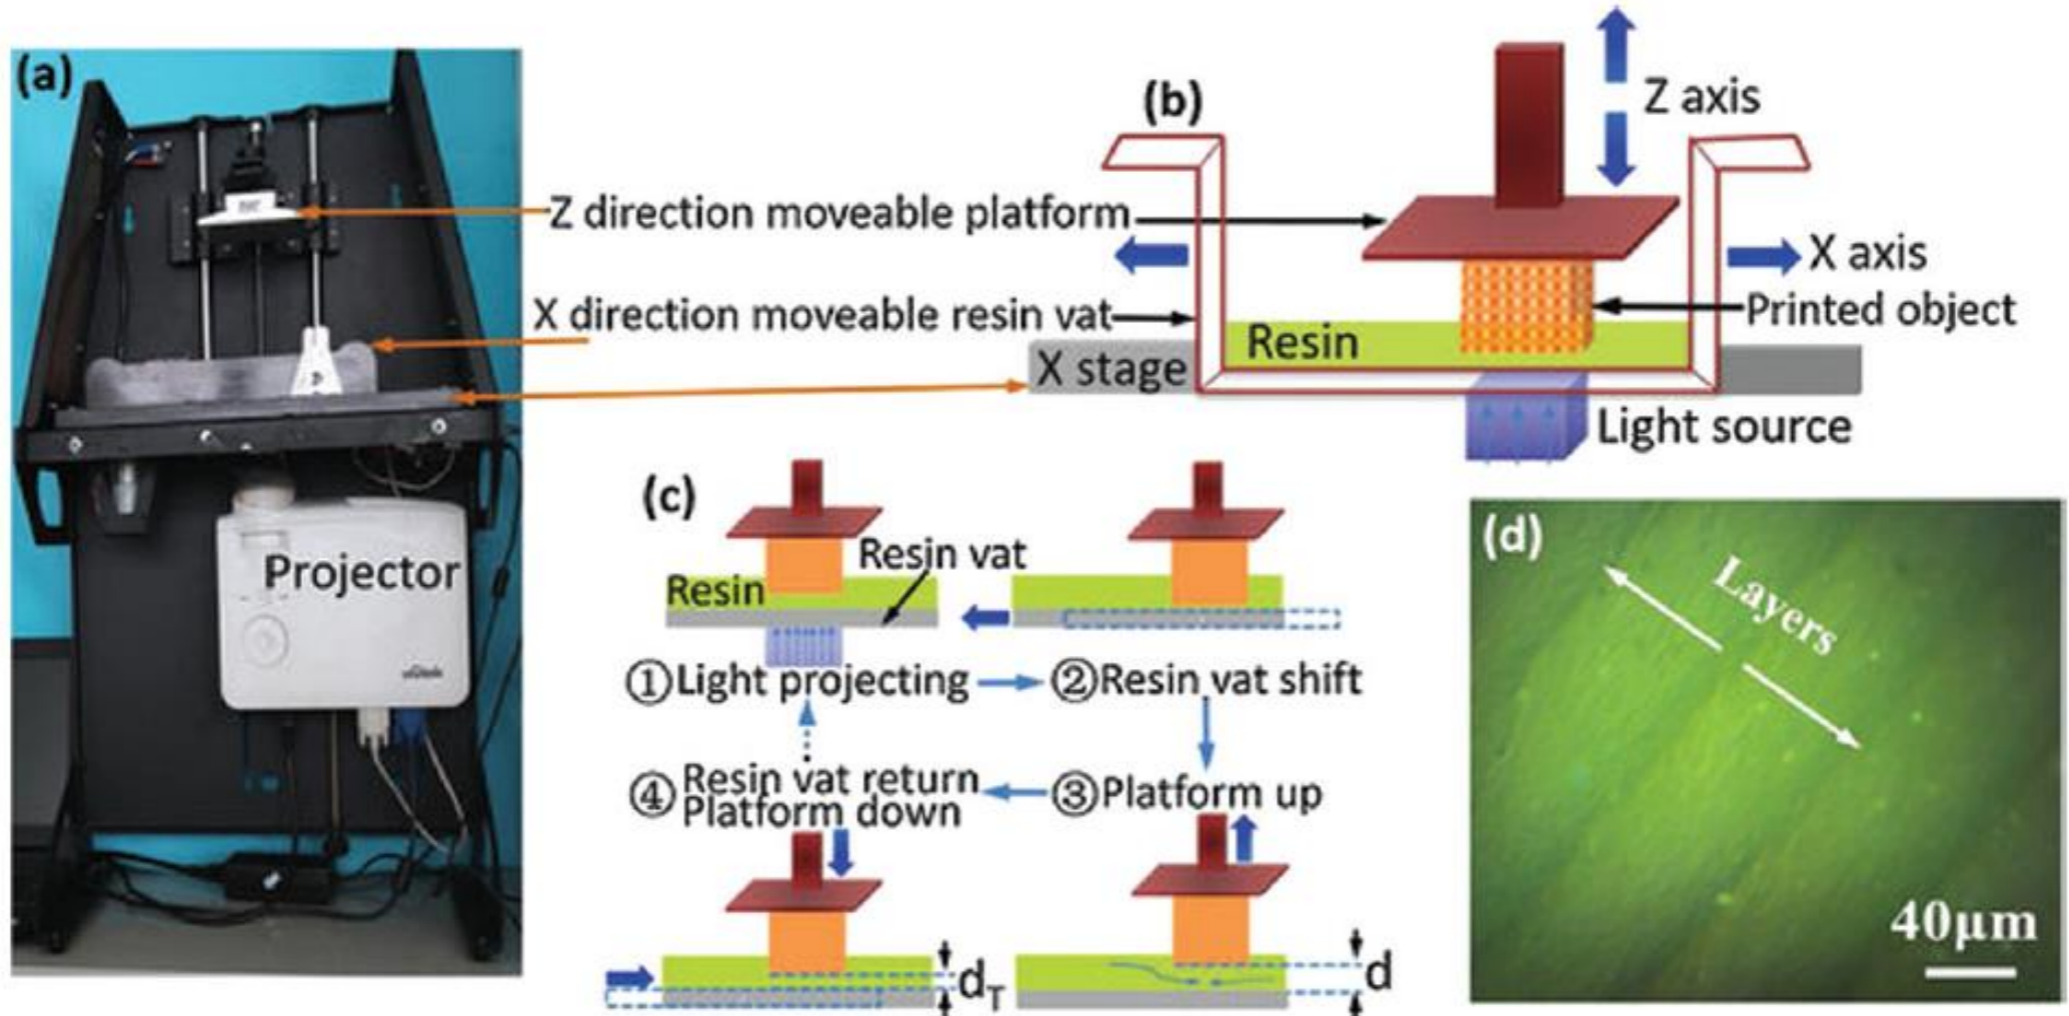 (a)
Projector
Z direction moveable platform
X direction moveable resin vat
(b)
Z axis
X axis
Printed object
Resin
X stage
Light source
(c)
Resin vat
Resin
①Light projecting
②Resin vat shift
③Platform up
④Resin vat return
Platform down
d_T
d
(d)
Layers
40μm